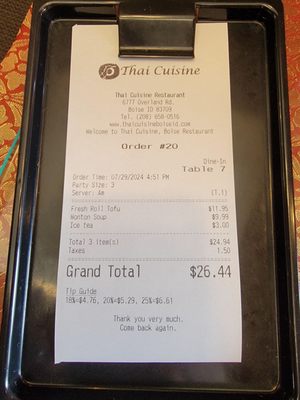 Thai Cuisine
Thai Cuisine Restaurant
6777 Overland Rd.
Boise ID 83709
Tel. (208) 658-0516
www.thaicuisineboiseid.com
Welcome to Thai Cuisine, Boise Restaurant
Order #20
Dine-In
Table 7
Order Time: 07/29/2024 4:51 PM
Party Size: 3
Server: Am (1.1)
Fresh Roll Tofu $11.95
Wonton Soup $9.99
Ice tea $3.00
Total 3 item(s) $24.94
Taxes 1.50
Grand Total $26.44
Tip Guide
18%=$4.76, 20%=$5.29, 25%=$6.61
Thank you very much.
Come back again.